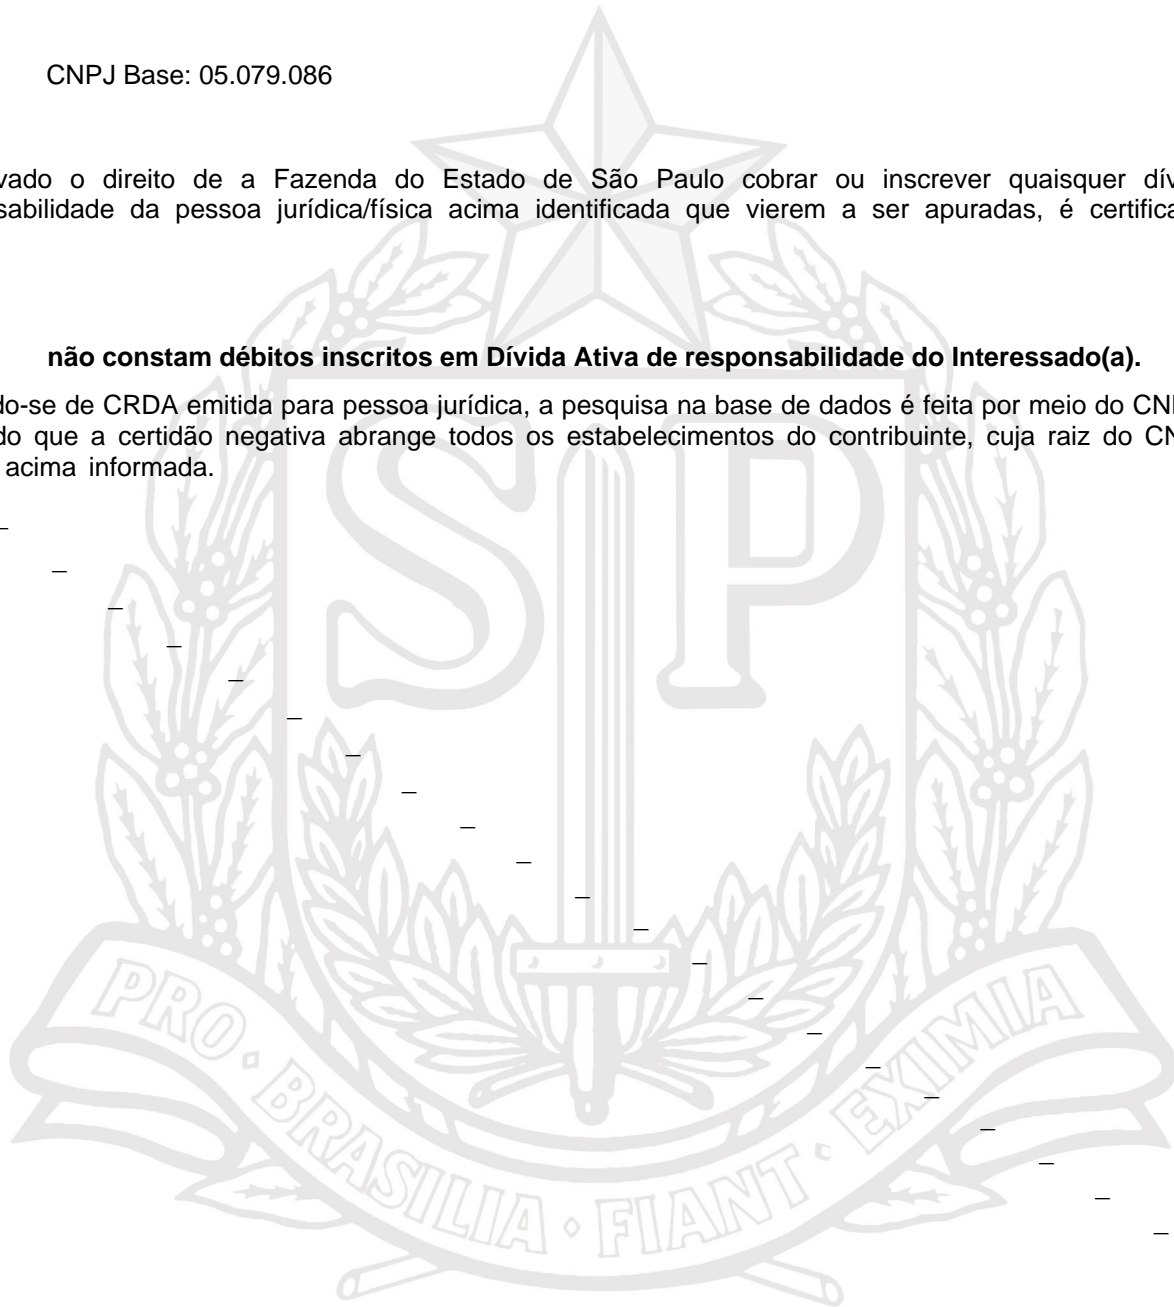 CNPJ Base: 05.079.086
vado o direito de a Fazenda do Estado de São Paulo cobrar ou inscrever quaisquer dív
sabilidade da pessoa jurídica/física acima identificada que vierem a ser apuradas, é certifica
não constam débitos inscritos em Dívida Ativa de responsabilidade do Interessado(a).
do-se de CRDA emitida para pessoa jurídica, a pesquisa na base de dados é feita por meio do CN
do que a certidão negativa abrange todos os estabelecimentos do contribuinte, cuja raiz do CN
acima informada.
SP
PRO • BRASILIA • FIANT • EXIMIA